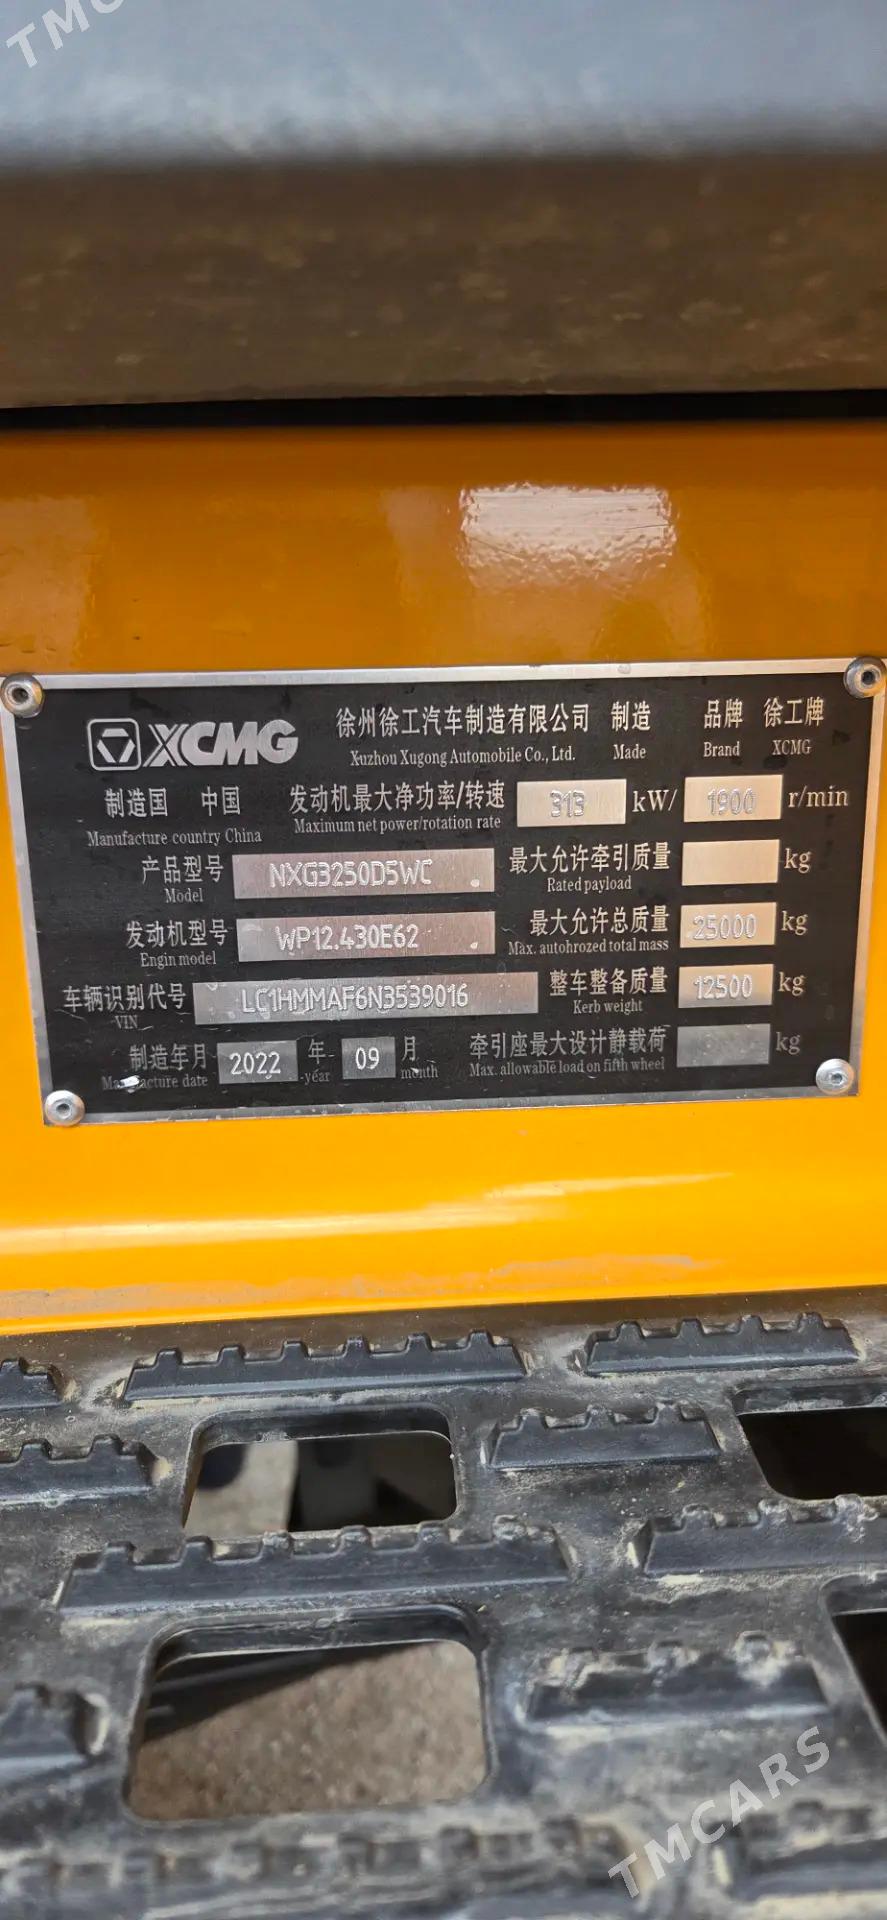 TMC
XCMG 徐州徐工汽车制造有限公司 制造 品牌 徐工牌
Xuzhou Xugong Automobile Co., Ltd. Made Brand XCMG
制造国 中国 发动机最大净功率/转速 313 kW/ 1900 r/min
Manufacture country China Maximum net power/rotation rate
产品型号 NXG3250D5WC 最大允许牵引质量 kg
Model Rated payload
发动机型号 WP12.430E62 最大允许总质量 25000 kg
Engin model Max. autohrozed total mass
车辆识别代号 LC1HMMAF6N3539016 整车整备质量 12500 kg
VIN Kerb weight
制造年月 2022 年 09 月 牵引座最大设计静载荷 kg
Manufacture date year month Max. allowable load on fifth wheel
TMCARS